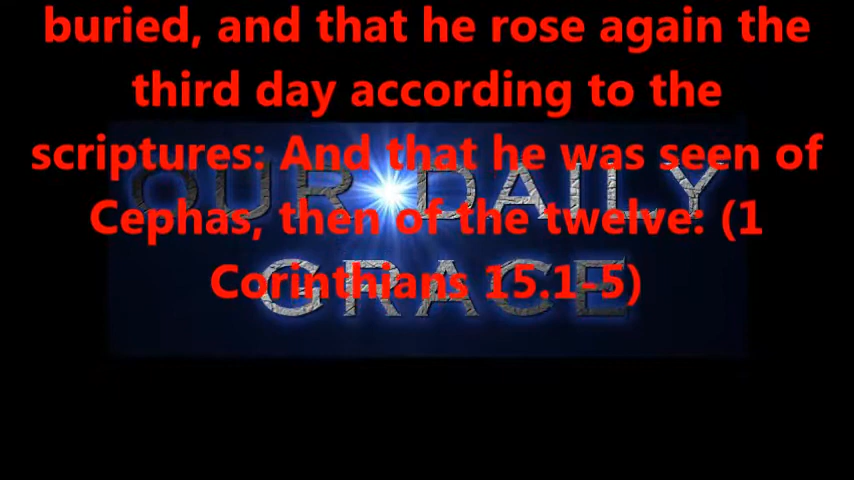 buried, and that he rose again the
third day according to the
scriptures: And that he was seen of
OUR DAILY
Cephas, then of the twelve: (1
Corinthians 15.1-5)
GRACE